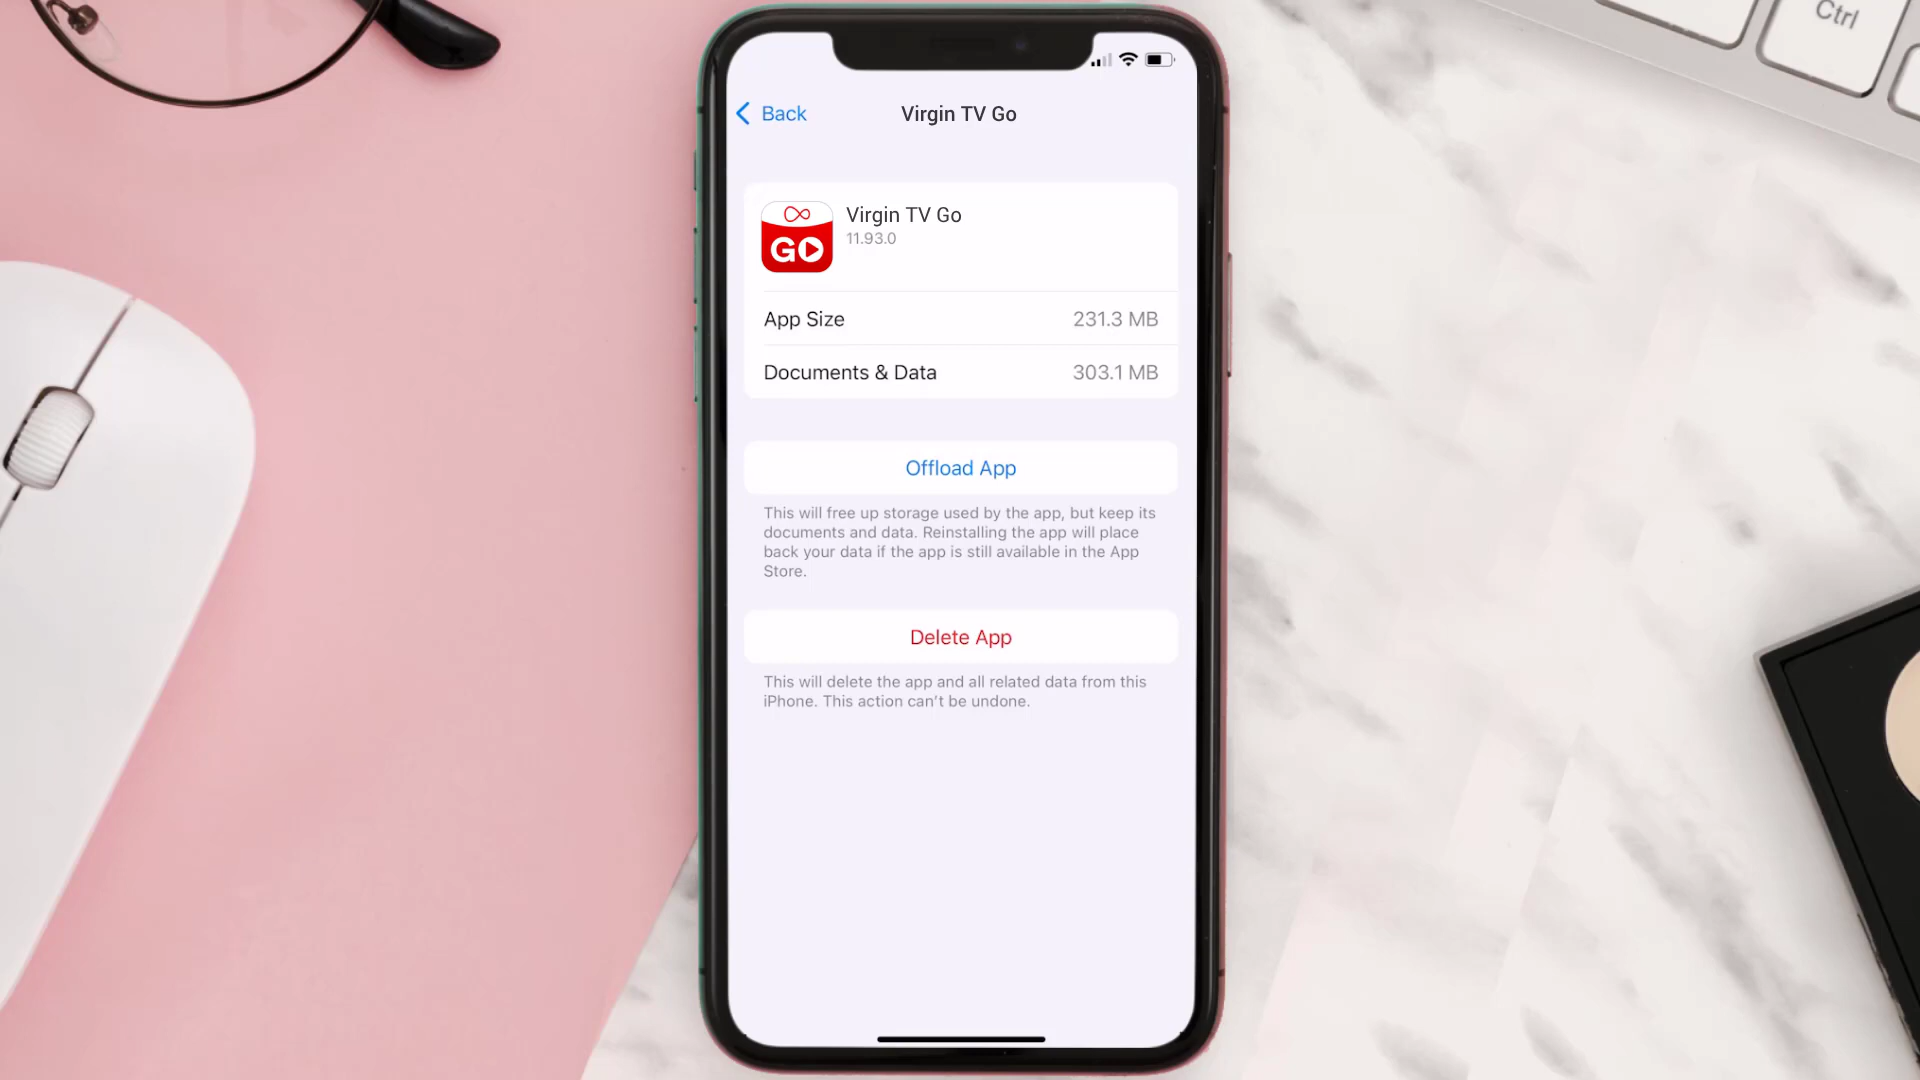 Ctrl
Back
Virgin TV Go
GO
Virgin TV Go
11.93.0
App Size 231.3 MB
Documents & Data 303.1 MB
Offload App
This will free up storage used by the app, but keep its
documents and data. Reinstalling the app will place
back your data if the app is still available in the App
Store.
Delete App
This will delete the app and all related data from this
iPhone. This action can't be undone.